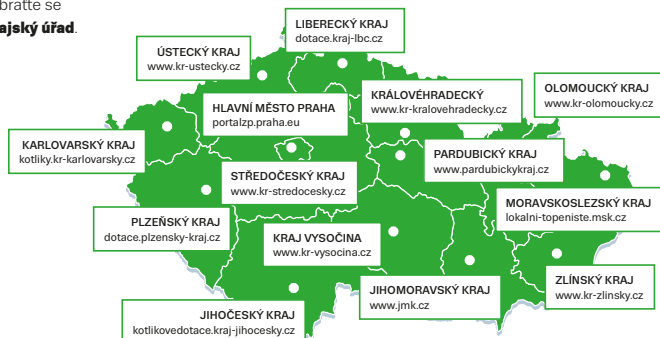 braťte se
ajský úřad.
LIBERECKÝ KRAJ
dotace.kraj-lbc.cz
ÚSTECKÝ KRAJ
www.kr-ustecky.cz
KRÁLOVÉHRADECKÝ
www.kr-kralovehradecky.cz
OLOMOUCKÝ KRAJ
www.kr-olomoucky.cz
HLAVNÍ MĚSTO PRAHA
portalzp.praha.eu
KARLOVARSKÝ KRAJ
kotliky.kr-karlovarsky.cz
PARDUBICKÝ KRAJ
www.pardubickykraj.cz
STŘEDOČESKÝ KRAJ
www.kr-stredocesky.cz
MORAVSKOSLEZSKÝ KRAJ
lokalni-topeniste.msk.cz
PLZEŇSKÝ KRAJ
dotace.plzensky-kraj.cz
KRAJ VYSOČINA
www.kr-vysocina.cz
ZLÍNSKÝ KRAJ
www.kr-zlinsky.cz
JIHOMORAVSKÝ KRAJ
www.jmk.cz
JIHOČESKÝ KRAJ
kotlikovedotace.kraj-jihocesky.cz